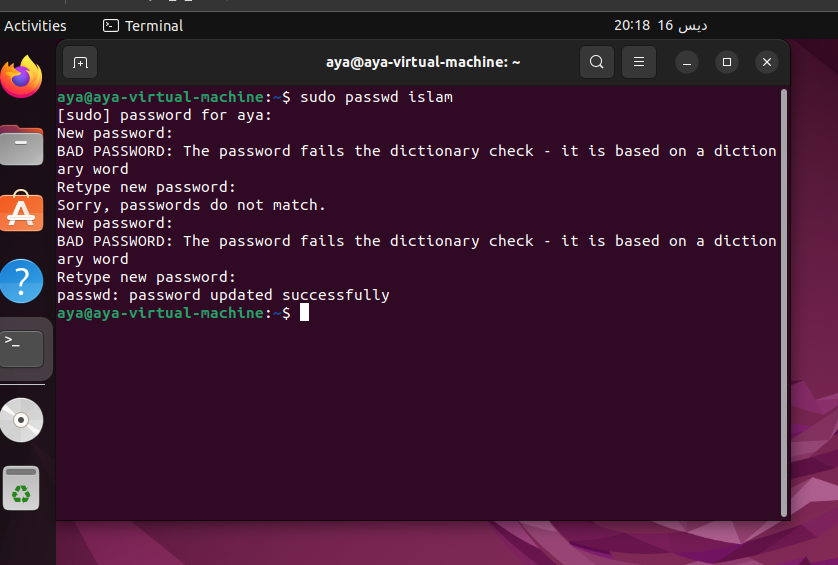 Activities
Terminal
20:18 16 ديس
aya@aya-virtual-machine: ~
aya@aya-virtual-machine:~$ sudo passwd islam
[sudo] password for aya:
New password:
BAD PASSWORD: The password fails the dictionary check - it is based on a diction
ary word
Retype new password:
Sorry, passwords do not match.
New password:
BAD PASSWORD: The password fails the dictionary check - it is based on a diction
ary word
Retype new password:
passwd: password updated successfully
aya@aya-virtual-machine:~$